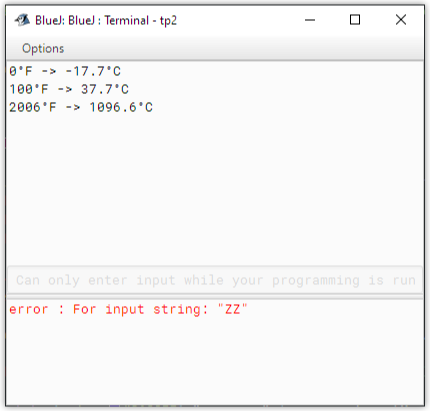 BlueJ: BlueJ : Terminal - tp2
Options
0°F -> -17.7°C
100°F -> 37.7°C
2006°F -> 1096.6°C
Can only enter input while your programming is run
error : For input string: "ZZ"